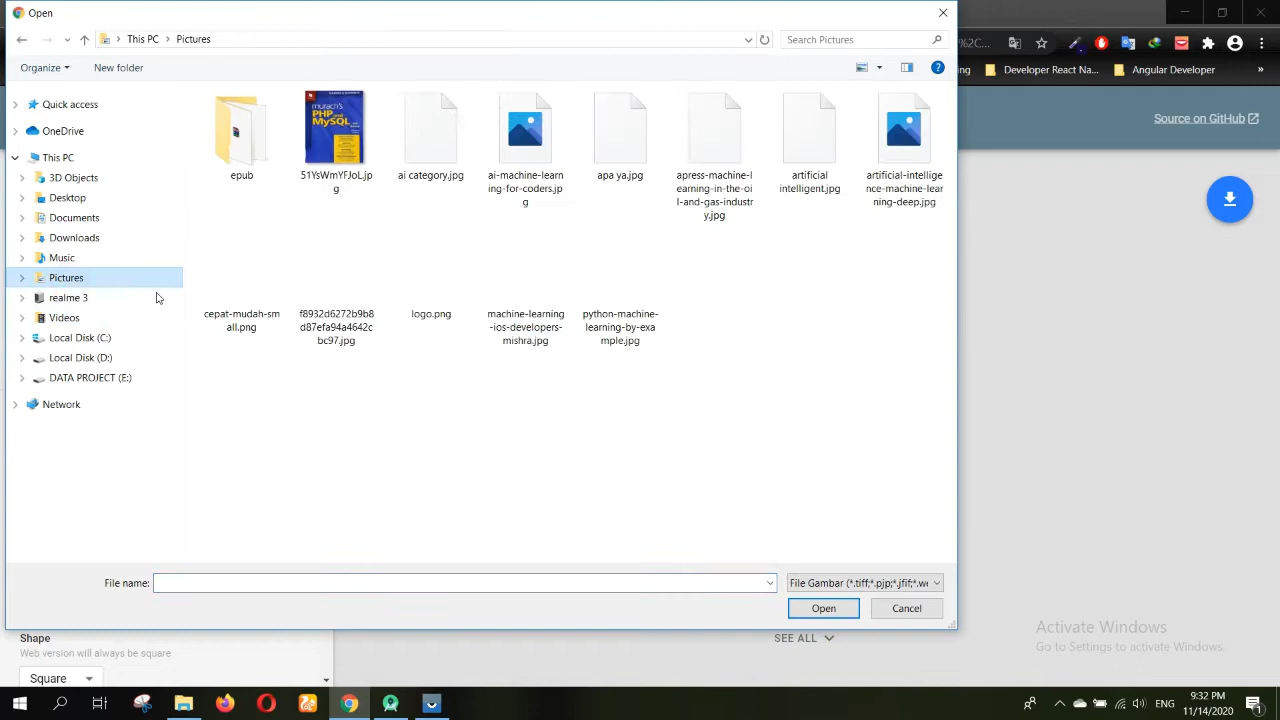 Open
This PC
Pictures
Search Pictures
%2C...
Organize
New folder
ng
Developer React Na...
Angular Developer
»
Source on GitHub
Quick access
OneDrive
This PC
3D Objects
Desktop
Documents
Downloads
Music
Pictures
realme 3
Videos
Local Disk (C:)
Local Disk (D:)
DATA PROJECT (E:)
Network
murach's
PHP and
MySQL
epub
51YsWmYFJoL.jp
g
ai category.jpg
ai-machine-learn
ing-for-coders.jp
g
apa ya.jpg
apress-machine-l
earning-in-the-oi
l-and-gas-industr
y.jpg
artificial
intelligent.jpg
artificial-intellige
nce-machine-lear
ning-deep.jpg
cepat-mudah-sm
all.png
f8932d6272b9b8
d87efa94a4642c
bc97.jpg
logo.png
machine-learning
-ios-developers-
mishra.jpg
python-machine-
learning-by-exa
mple.jpg
File name:
File Gambar (*.tiff;*.pjp;*.jfif;*.we
Open
Cancel
Shape
Web version will always be square
Square
SEE ALL
Activate Windows
Go to Settings to activate Windows.
9:32 PM
11/14/2020